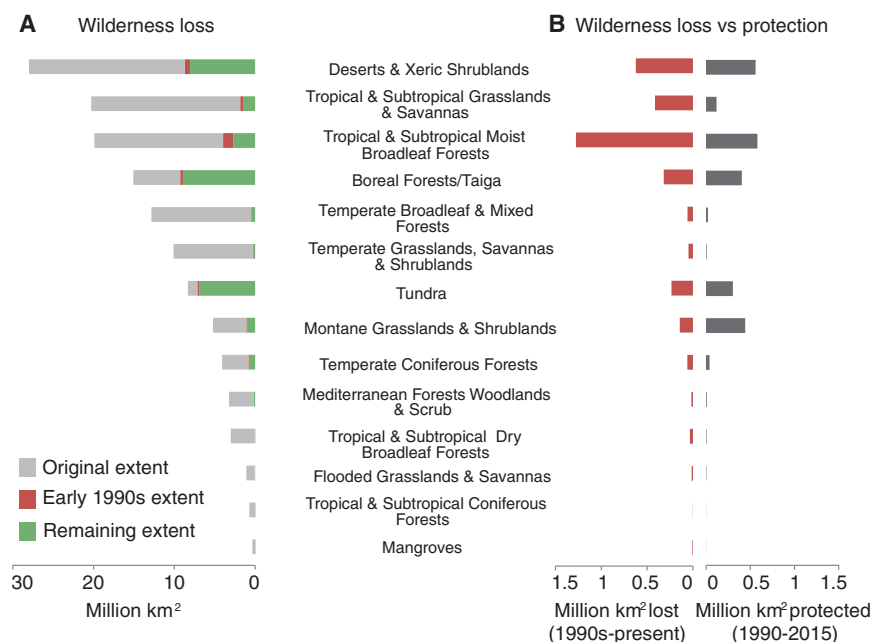 A Wilderness loss
B Wilderness loss vs protection
Deserts & Xeric Shrublands
Tropical & Subtropical Grasslands
& Savannas
Tropical & Subtropical Moist
Broadleaf Forests
Boreal Forests/Taiga
Temperate Broadleaf & Mixed
Forests
Temperate Grasslands, Savannas
& Shrublands
Tundra
Montane Grasslands & Shrublands
Temperate Coniferous Forests
Mediterranean Forests Woodlands
& Scrub
Tropical & Subtropical Dry
Broadleaf Forests
Flooded Grasslands & Savannas
Tropical & Subtropical Coniferous
Forests
Mangroves
Original extent
Early 1990s extent
Remaining extent
30 20 10 0
Million km²
1.5 1 0.5 0
Million km² lost
(1990s-present)
0 0.5 1 1.5
Million km² protected
(1990-2015)